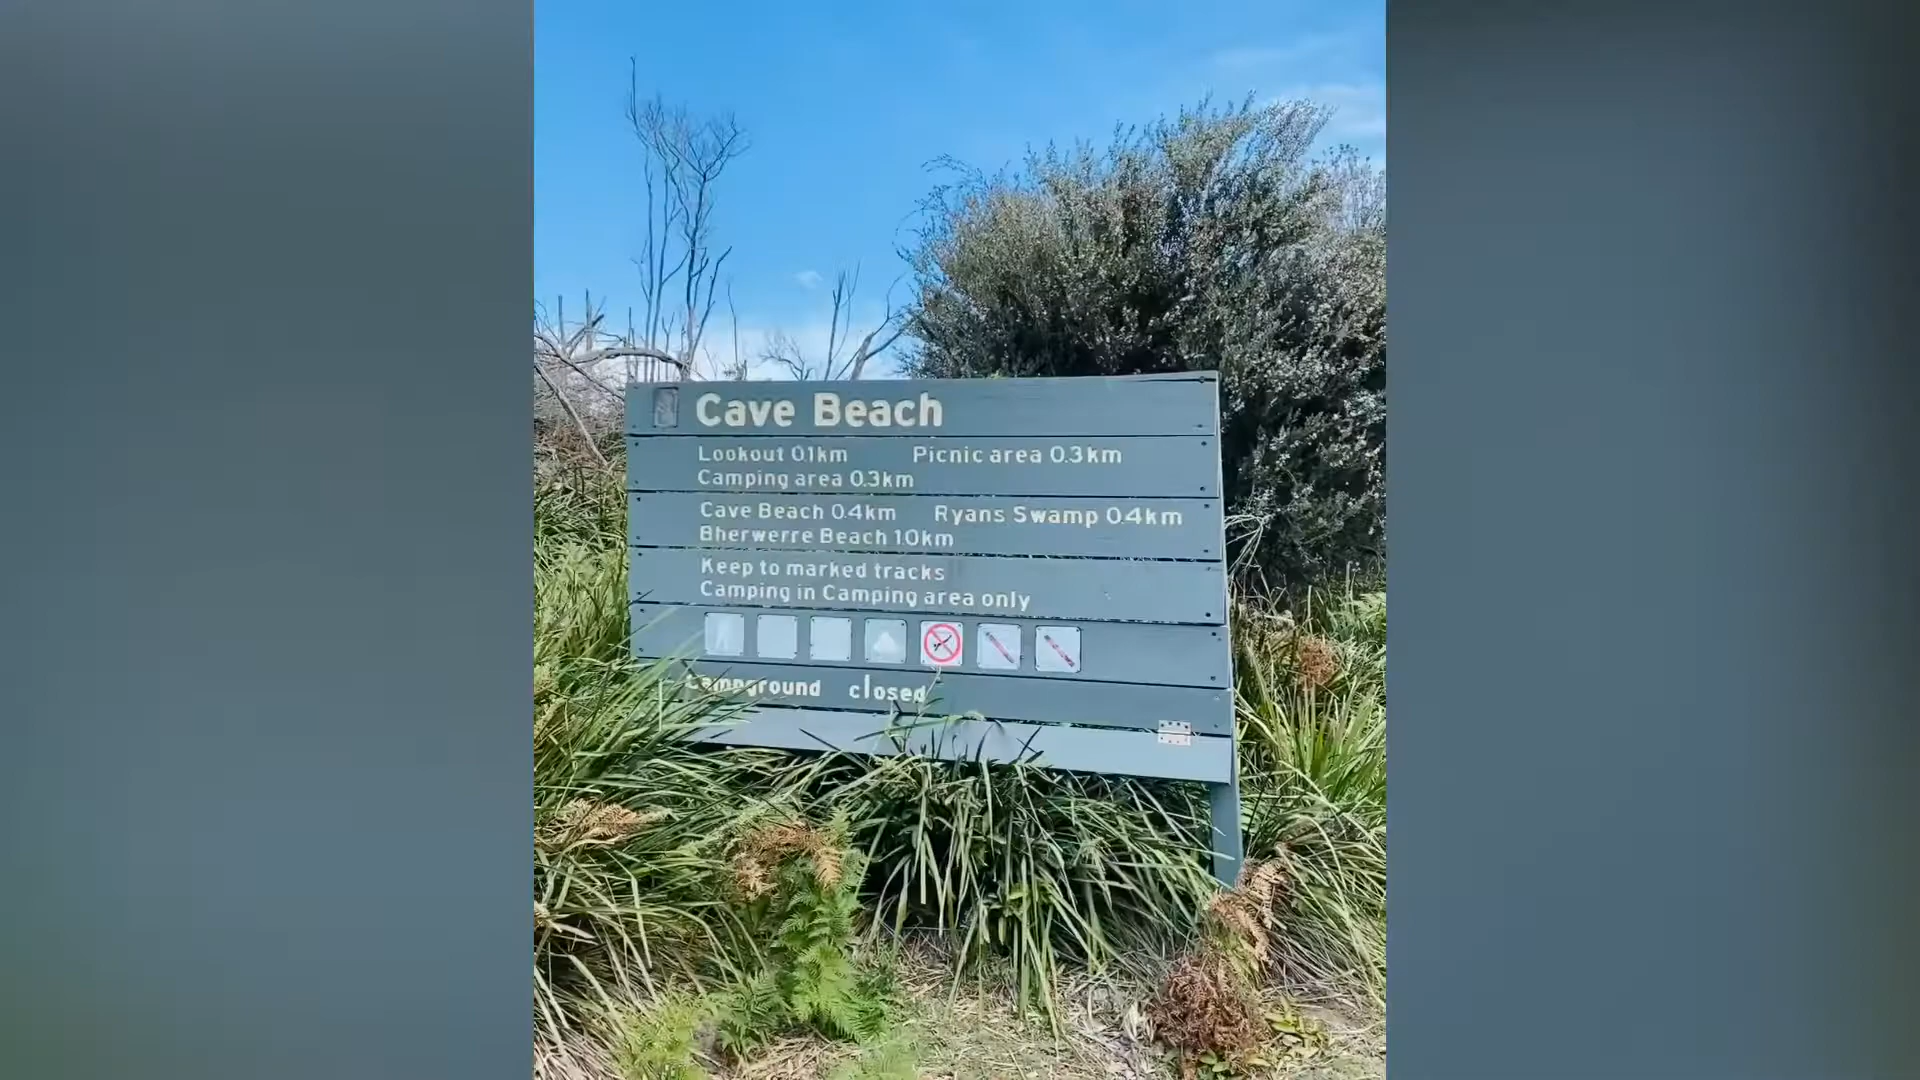 Cave Beach
Lookout 0.1km Picnic area 0.3km
Camping area 0.3km
Cave Beach 0.4km Ryans Swamp 0.4km
Bherwerre Beach 1.0km
Keep to marked tracks
Camping in Camping area only
Campground closed